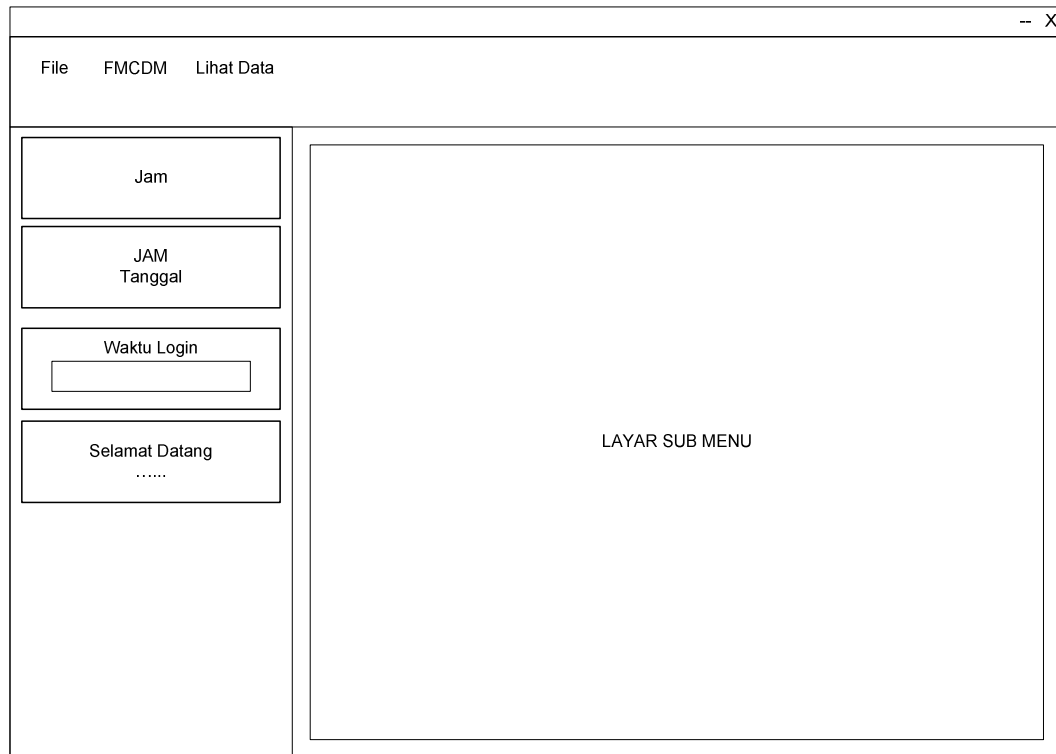 -- X
File FMCDM Lihat Data
Jam
JAM
Tanggal
Waktu Login
Selamat Datang
......
LAYAR SUB MENU